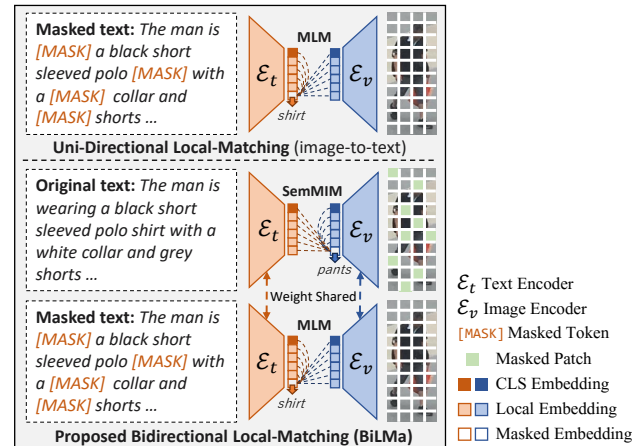 Masked text: The man is
[MASK] a black short
sleeved polo [MASK] with
a [MASK] collar and
[MASK] shorts ...
MLM
ℰt
ℰv
shirt
Uni-Directional Local-Matching (image-to-text)
Original text: The man is
wearing a black short
sleeved polo shirt with a
white collar and grey
shorts ...
SemMIM
ℰt
ℰv
pants
Weight Shared
Masked text: The man is
[MASK] a black short
sleeved polo [MASK] with
a [MASK] collar and
[MASK] shorts ...
MLM
ℰt
ℰv
shirt
Proposed Bidirectional Local-Matching (BiLMa)
ℰt Text Encoder
ℰv Image Encoder
[MASK] Masked Token
Masked Patch
CLS Embedding
Local Embedding
Masked Embedding